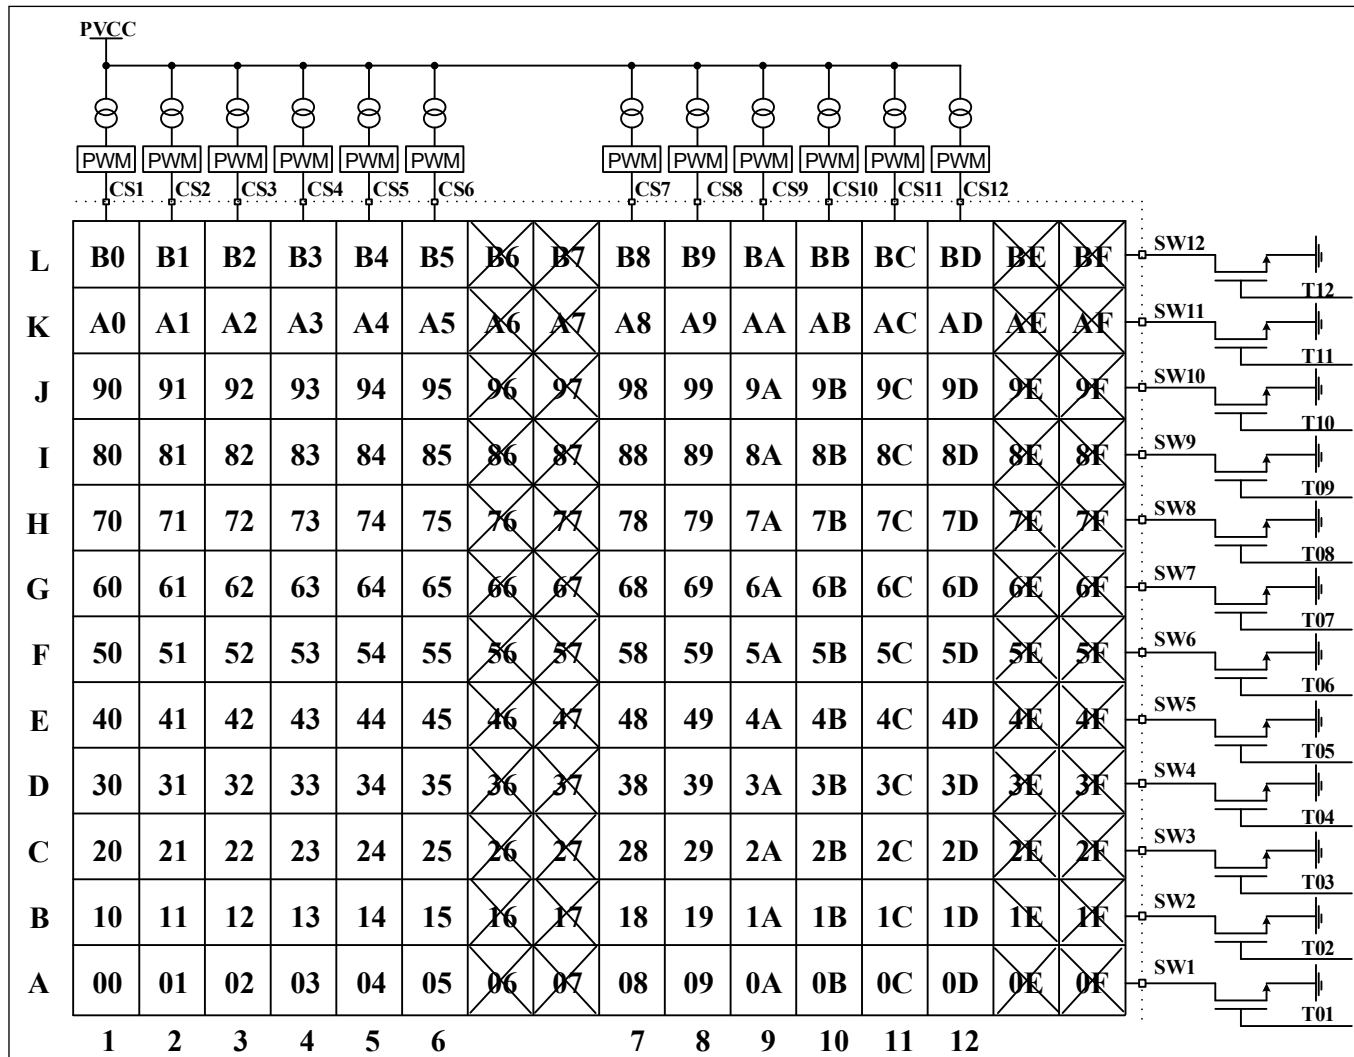 PVCC
PWM PWM PWM PWM PWM PWM PWM PWM PWM PWM PWM PWM
CS1 CS2 CS3 CS4 CS5 CS6 CS7 CS8 CS9 CS10 CS11 CS12
L B0 B1 B2 B3 B4 B5 B6 B7 B8 B9 BA BB BC BD BE BF SW12
T12
K A0 A1 A2 A3 A4 A5 A6 A7 A8 A9 AA AB AC AD AE AF SW11
T11
J 90 91 92 93 94 95 96 97 98 99 9A 9B 9C 9D 9E 9F SW10
T10
I 80 81 82 83 84 85 86 87 88 89 8A 8B 8C 8D 8E 8F SW9
T09
H 70 71 72 73 74 75 76 77 78 79 7A 7B 7C 7D 7E 7F SW8
T08
G 60 61 62 63 64 65 66 67 68 69 6A 6B 6C 6D 6E 6F SW7
T07
F 50 51 52 53 54 55 56 57 58 59 5A 5B 5C 5D 5E 5F SW6
T06
E 40 41 42 43 44 45 46 47 48 49 4A 4B 4C 4D 4E 4F SW5
T05
D 30 31 32 33 34 35 36 37 38 39 3A 3B 3C 3D 3E 3F SW4
T04
C 20 21 22 23 24 25 26 27 28 29 2A 2B 2C 2D 2E 2F SW3
T03
B 10 11 12 13 14 15 16 17 18 19 1A 1B 1C 1D 1E 1F SW2
T02
A 00 01 02 03 04 05 06 07 08 09 0A 0B 0C 0D 0E 0F SW1
T01
1 2 3 4 5 6 7 8 9 10 11 12